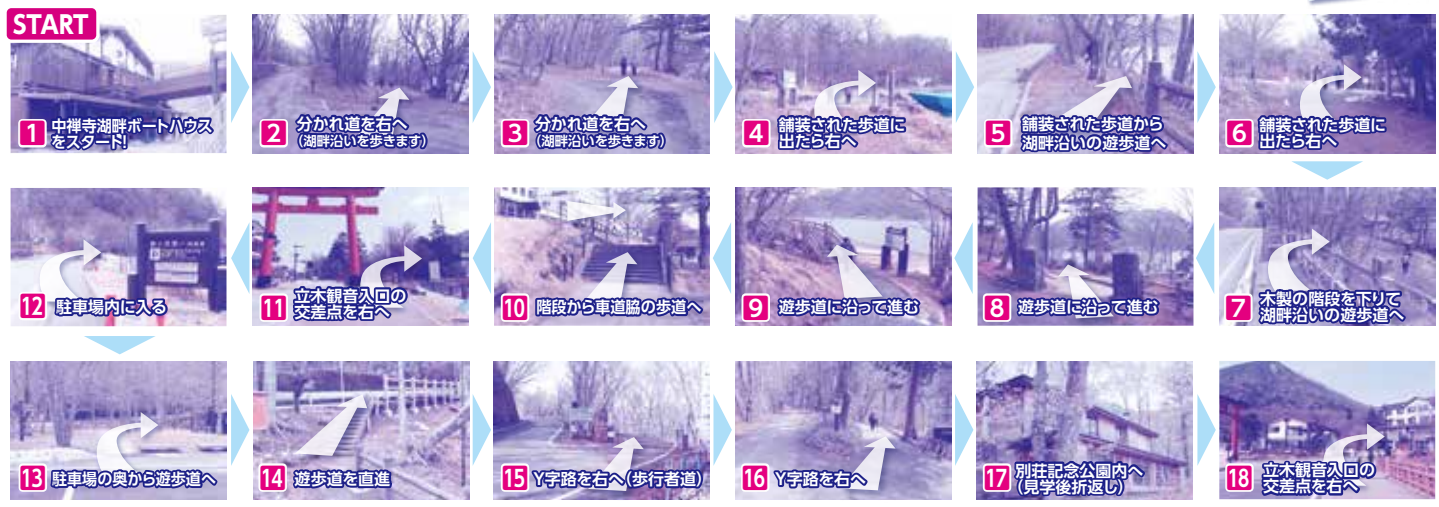 START
1 中禅寺湖畔ボートハウス
をスタート!
2 分かれ道を右へ
(湖畔沿いを歩きます)
3 分かれ道を右へ
(湖畔沿いを歩きます)
4 舗装された歩道に
出たら右へ
5 舗装された歩道から
湖畔沿いの遊歩道へ
6 舗装された歩道に
出たら右へ
7 木製の階段を下りて
湖畔沿いの遊歩道へ
8 遊歩道に沿って進む
9 遊歩道に沿って進む
10 階段から車道脇の歩道へ
11 立木観音入口の
交差点を右へ
12 駐車場内に入る
13 駐車場の奥から遊歩道へ
14 遊歩道を直進
15 Y字路を右へ(歩行者道)
16 Y字路を右へ
17 別荘記念公園内へ
(見学後折返し)
18 立木観音入口の
交差点を右へ